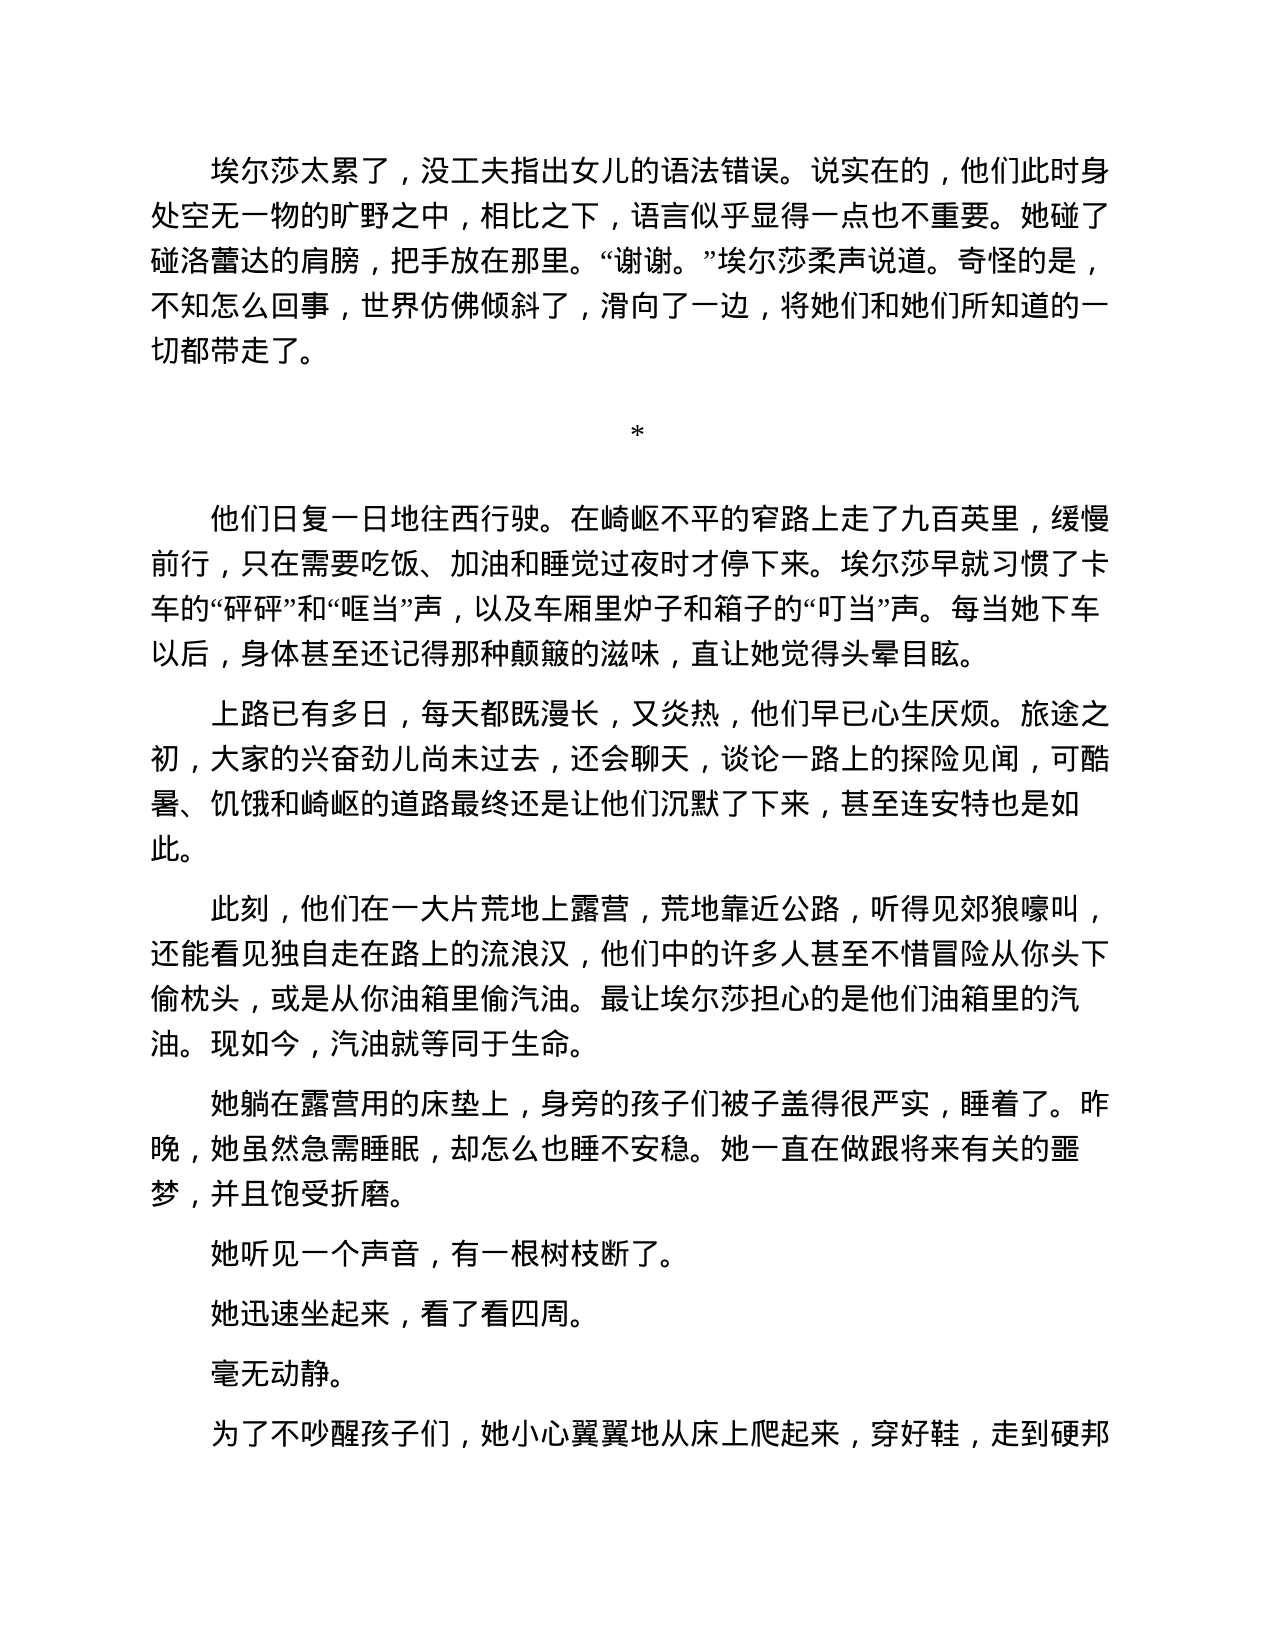 埃尔莎太累了，没工夫指出女儿的语法错误。说实在的，他们此时身
处空无一物的旷野之中，相比之下，语言似乎显得一点也不重要。她碰了
碰洛蕾达的肩膀，把手放在那里。“谢谢。”埃尔莎柔声说道。奇怪的是，
不知怎么回事，世界仿佛倾斜了，滑向了一边，将她们和她们所知道的一
切都带走了。
*
他们日复一日地往西行驶。在崎岖不平的窄路上走了九百英里，缓慢
前行，只在需要吃饭、加油和睡觉过夜时才停下来。埃尔莎早就习惯了卡
车的“砰砰”和“哐当”声，以及车厢里炉子和箱子的“叮当”声。每当她下车
以后，身体甚至还记得那种颠簸的滋味，直让她觉得头晕目眩。
上路已有多日，每天都既漫长，又炎热，他们早已心生厌烦。旅途之
初，大家的兴奋劲儿尚未过去，还会聊天，谈论一路上的探险见闻，可酷
暑、饥饿和崎岖的道路最终还是让他们沉默了下来，甚至连安特也是如
此。
此刻，他们在一大片荒地上露营，荒地靠近公路，听得见郊狼嚎叫，
还能看见独自走在路上的流浪汉，他们中的许多人甚至不惜冒险从你头下
偷枕头，或是从你油箱里偷汽油。最让埃尔莎担心的是他们油箱里的汽
油。现如今，汽油就等同于生命。
她躺在露营用的床垫上，身旁的孩子们被子盖得很严实，睡着了。昨
晚，她虽然急需睡眠，却怎么也睡不安稳。她一直在做跟将来有关的噩
梦，并且饱受折磨。
她听见一个声音，有一根树枝断了。
她迅速坐起来，看了看四周。
毫无动静。
为了不吵醒孩子们，她小心翼翼地从床上爬起来，穿好鞋，走到硬邦